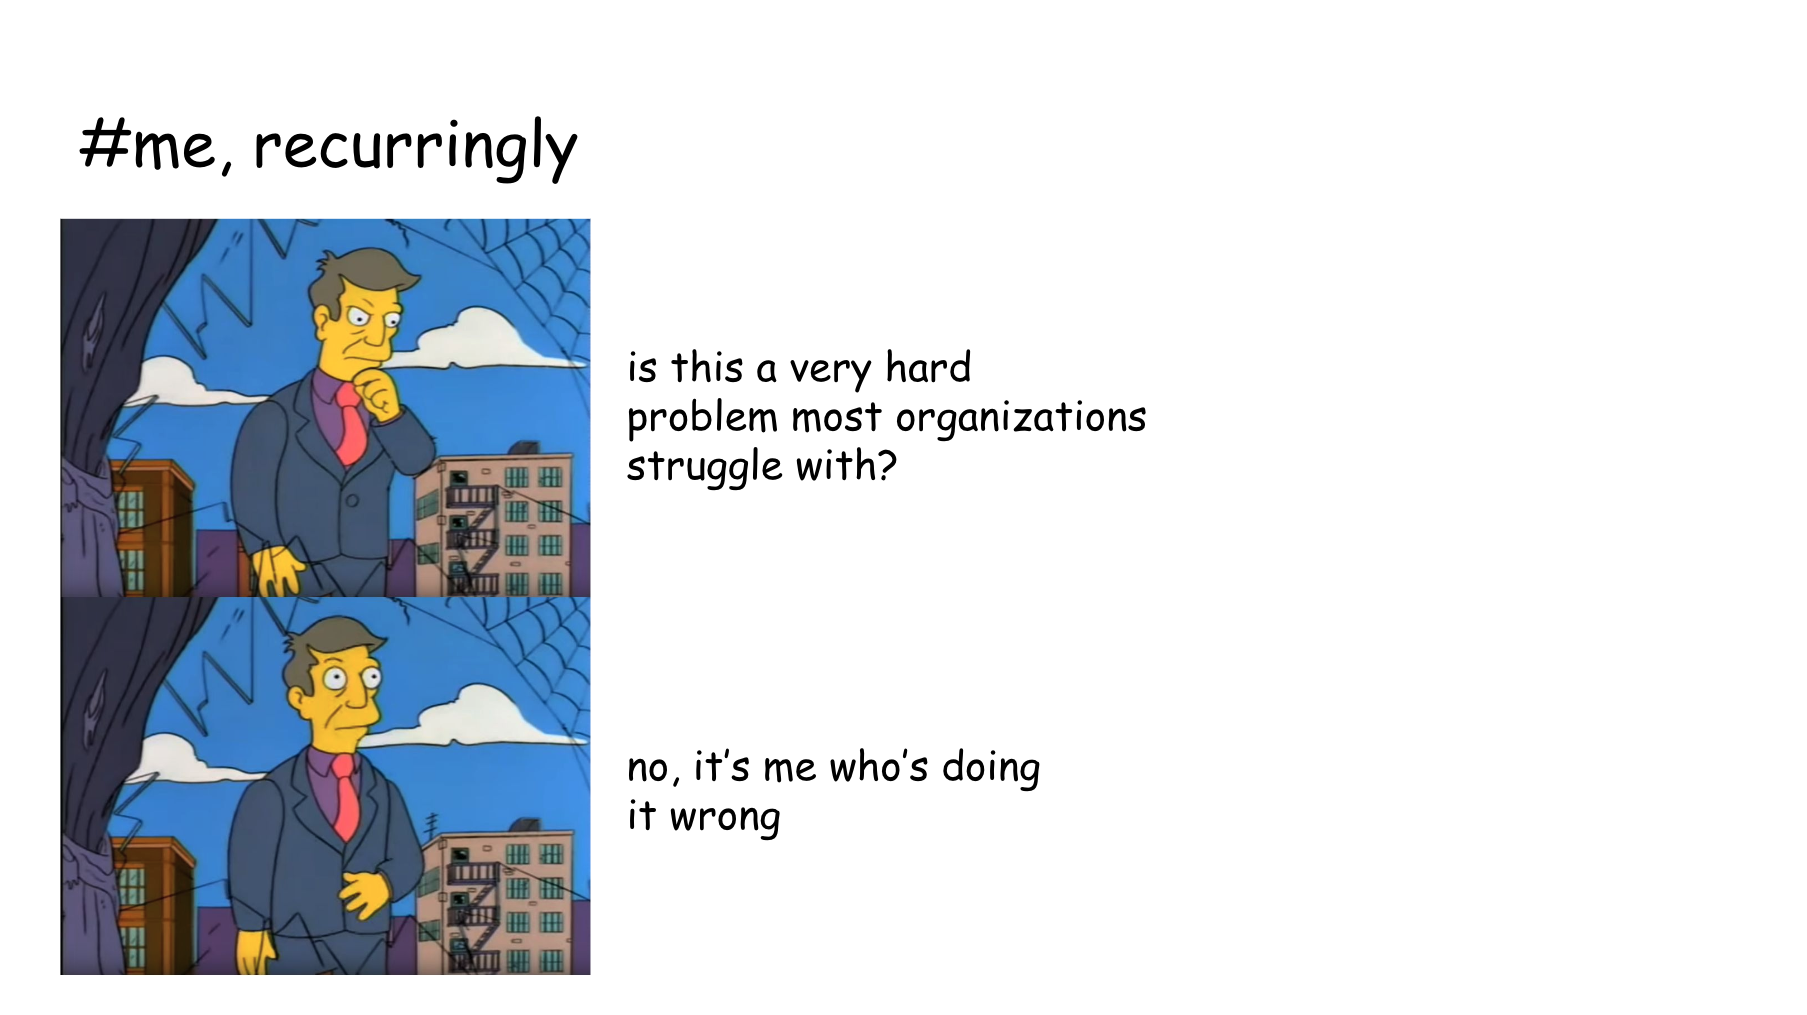 #me, recurringly
is this a very hard
problem most organizations
struggle with?
no, it’s me who’s doing
it wrong